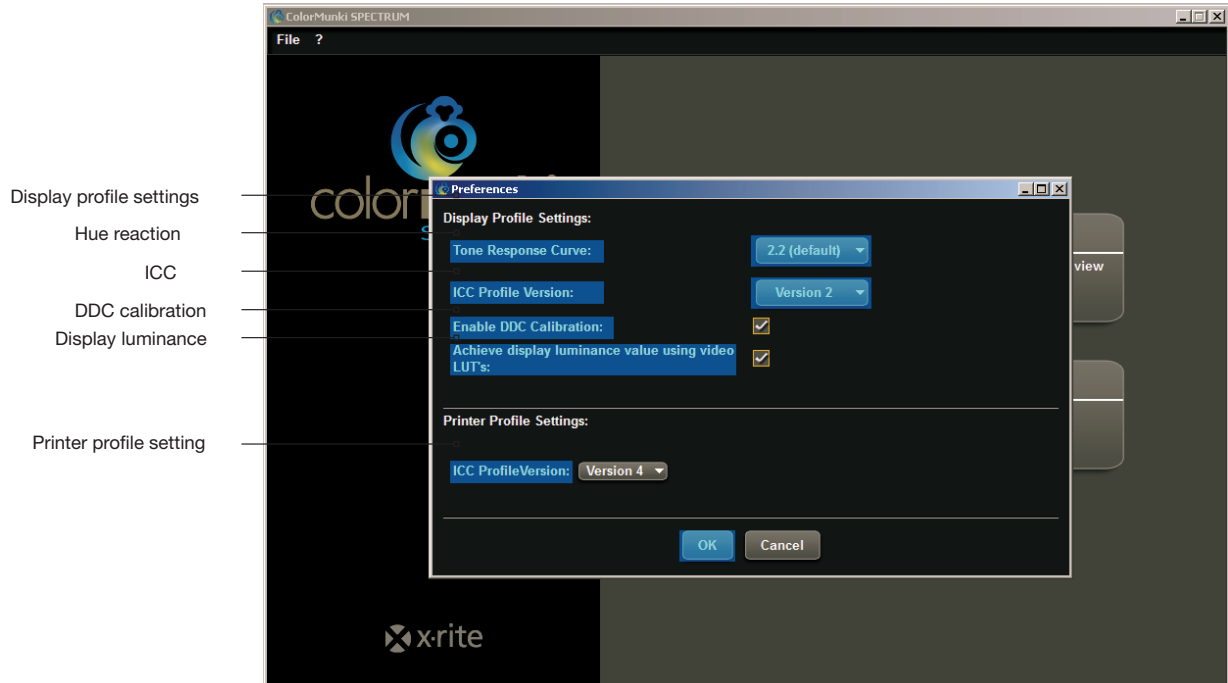 ColorMunki SPECTRUM
File ?
Display profile settings
Hue reaction
ICC
DDC calibration
Display luminance
Printer profile setting
color
S
Preferences
Display Profile Settings:
Tone Response Curve: 2.2 (default)
ICC Profile Version: Version 2
Enable DDC Calibration:
Achieve display luminance value using video
LUT's:
Printer Profile Settings:
ICC ProfileVersion: Version 4
OK Cancel
view
x·rite